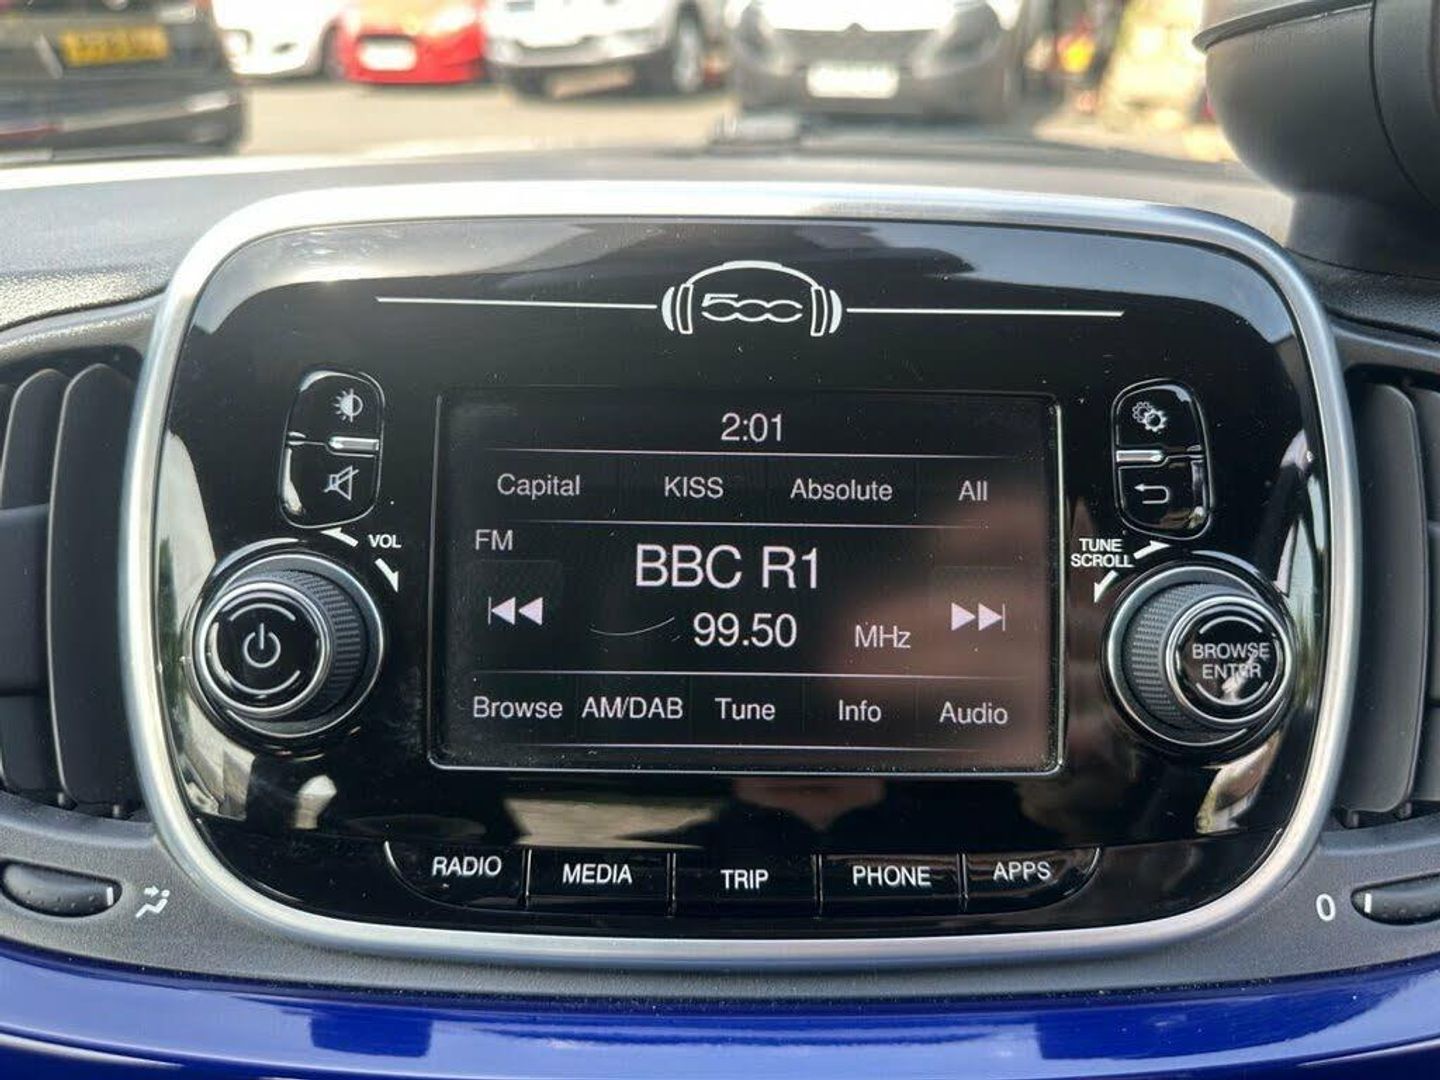 500
2:01
Capital KISS Absolute All
FM
BBC R1
99.50 MHz
Browse AM/DAB Tune Info Audio
VOL
TUNE
SCROLL
BROWSE
ENTER
RADIO MEDIA TRIP PHONE APPS
0